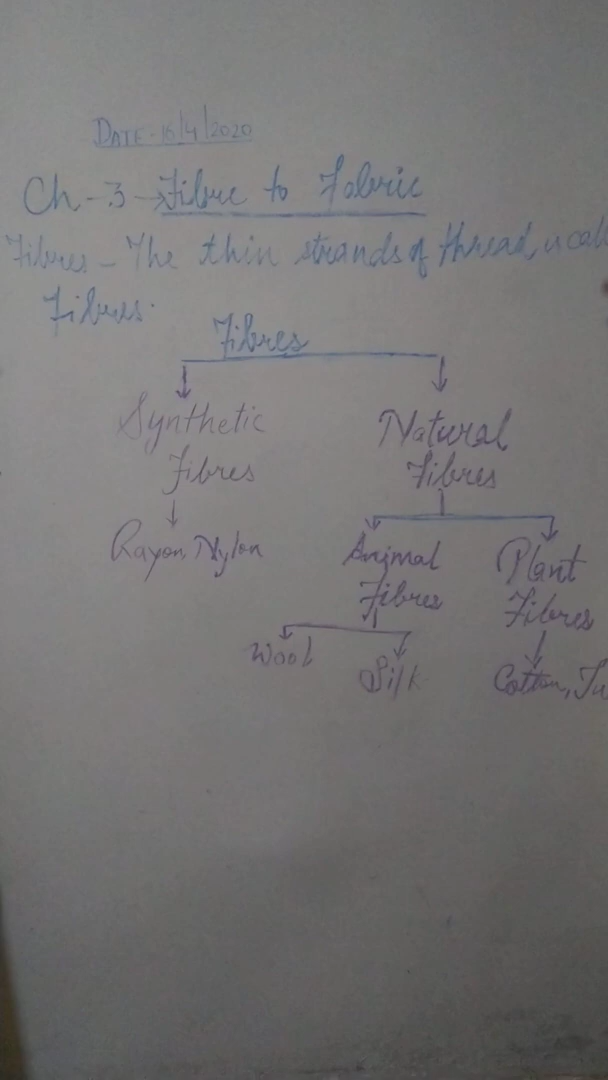 DATE - 16/4/2020
Ch - 3 → Fibre to Fabric
Fibres - The thin strands of thread, is
Fibres.
Fibres
Synthetic Natural
Fibres Fibres
Rayon, Nylon Animal Plant
Fibres Fibres
Wool Silk Cotton,